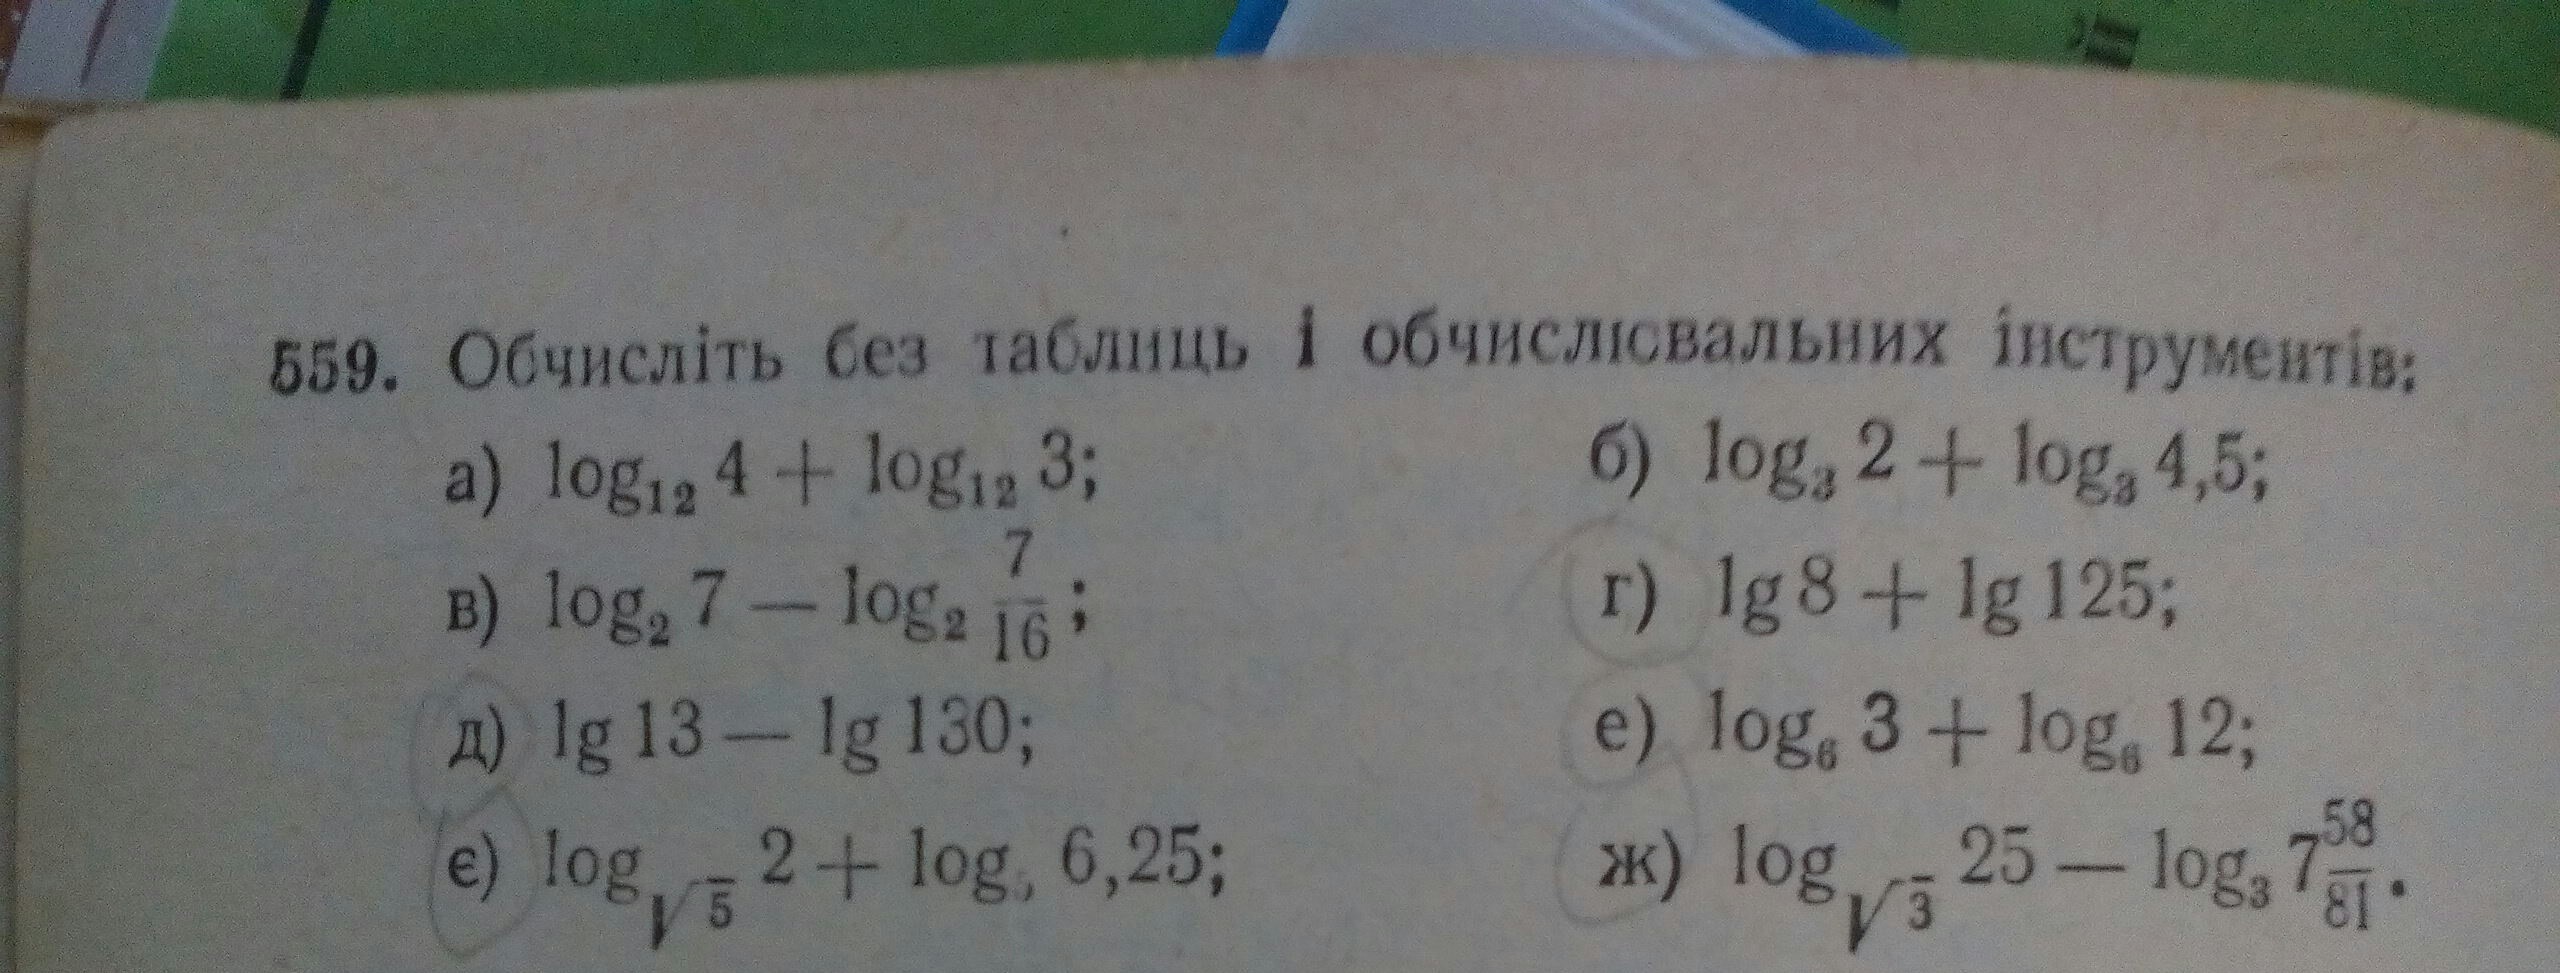 559. Обчисліть без таблиць і обчислювальних інструментів:
а) log₁₂ 4 + log₁₂ 3; б) log₃ 2 + log₃ 4,5;
в) log₂ 7 — log₂ 7/16; г) lg 8 + lg 125;
д) lg 13 — lg 130; е) log₆ 3 + log₆ 12;
є) log√5 2 + log 6,25; ж) log√3 25 — log₃ 7 58/81.